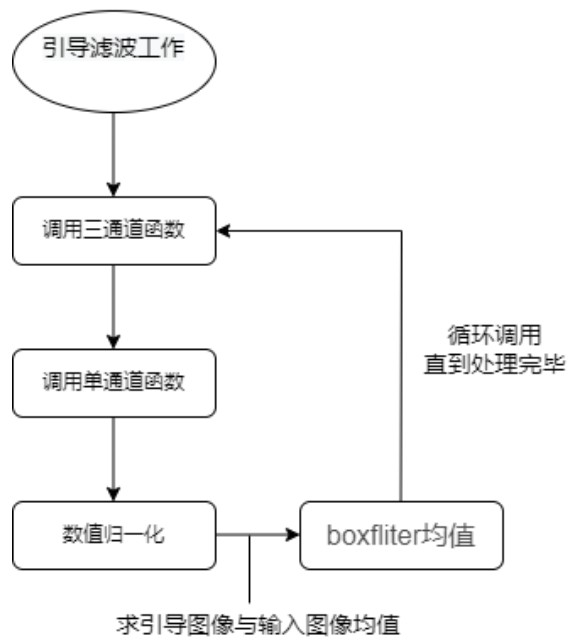 引导滤波工作
调用三通道函数
循环调用
直到处理完毕
调用单通道函数
数值归一化
boxfliter均值
求引导图像与输入图像均值